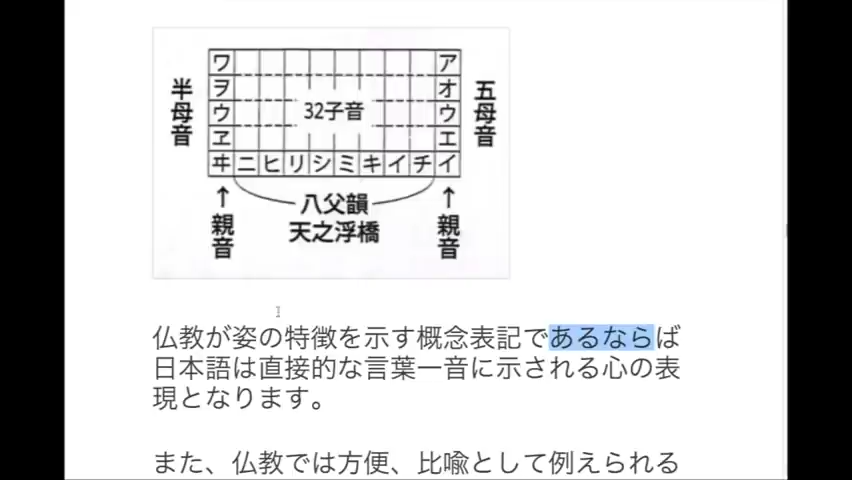 半母音
ワ ア
ヲ オ
ウ 32子音 ウ
ヱ エ
ヰ ニ ヒ リ シ ミ キ イ チ イ
五母音
↑ 八父韻 ↑
親音 天之浮橋 親音
仏教が姿の特徴を示す概念表記であるならば
日本語は直接的な言葉一音に示される心の表
現となります。
また、仏教では方便、比喩として例えられる